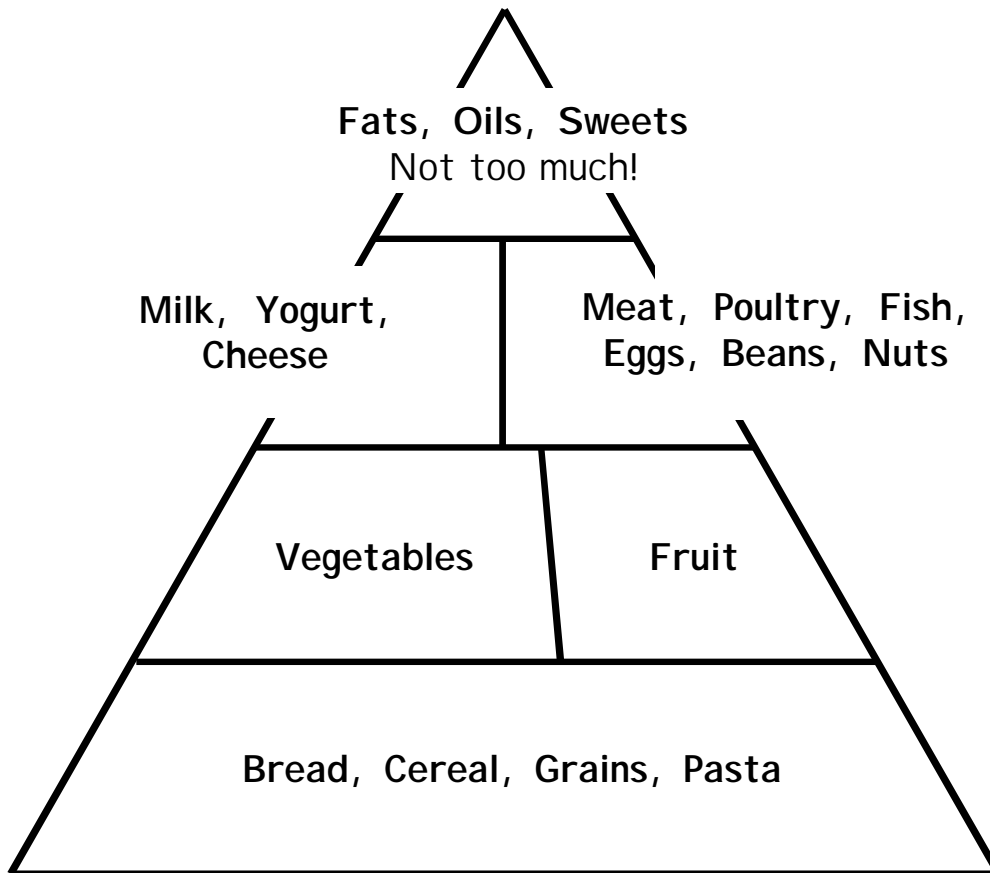 Fats, Oils, Sweets
Not too much!
Milk, Yogurt,
Cheese
Meat, Poultry, Fish,
Eggs, Beans, Nuts
Vegetables
Fruit
Bread, Cereal, Grains, Pasta